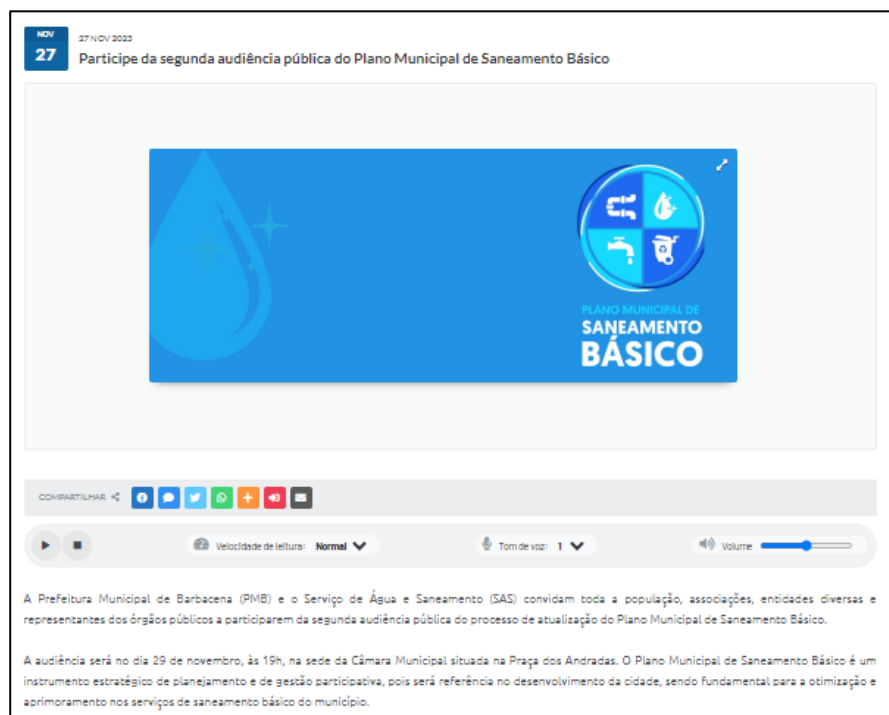 NOV
27
27 NOV 2023
Participe da segunda audiência pública do Plano Municipal de Saneamento Básico
PLANO MUNICIPAL DE
SANEAMENTO
BÁSICO
COMPARTILHAR
Velocidade de leitura: Normal
Tom de voz: 1
Volume
A Prefeitura Municipal de Barbacena (PMB) e o Serviço de Água e Saneamento (SAS) convidam toda a população, associações, entidades diversas e
representantes dos órgãos públicos a participarem da segunda audiência pública do processo de atualização do Plano Municipal de Saneamento Básico.
A audiência será no dia 29 de novembro, às 19h, na sede da Câmara Municipal situada na Praça dos Andradas. O Plano Municipal de Saneamento Básico é um
instrumento estratégico de planejamento e de gestão participativa, pois será referência no desenvolvimento da cidade, sendo fundamental para a otimização e
aprimoramento nos serviços de saneamento básico do município.